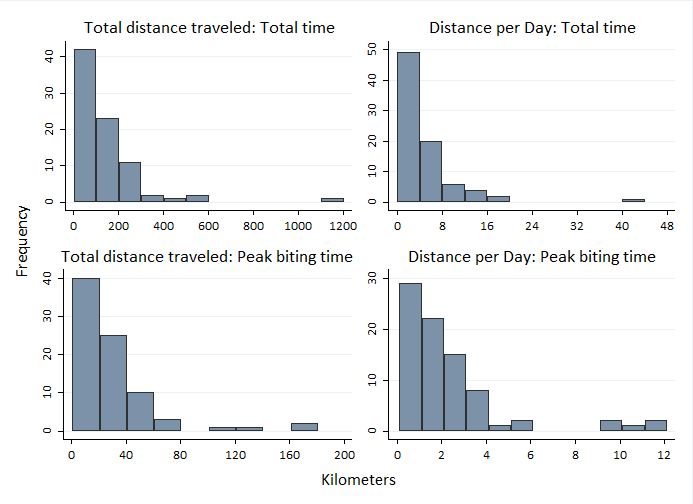 Total distance traveled: Total time
Distance per Day: Total time
40
30
20
10
0
0 200 400 600 800 1000 1200
50
40
30
20
10
0
0 8 16 24 32 40 48
Frequency
Total distance traveled: Peak biting time
Distance per Day: Peak biting time
40
30
20
10
0
0 40 80 120 160 200
30
20
10
0
0 2 4 6 8 10 12
Kilometers